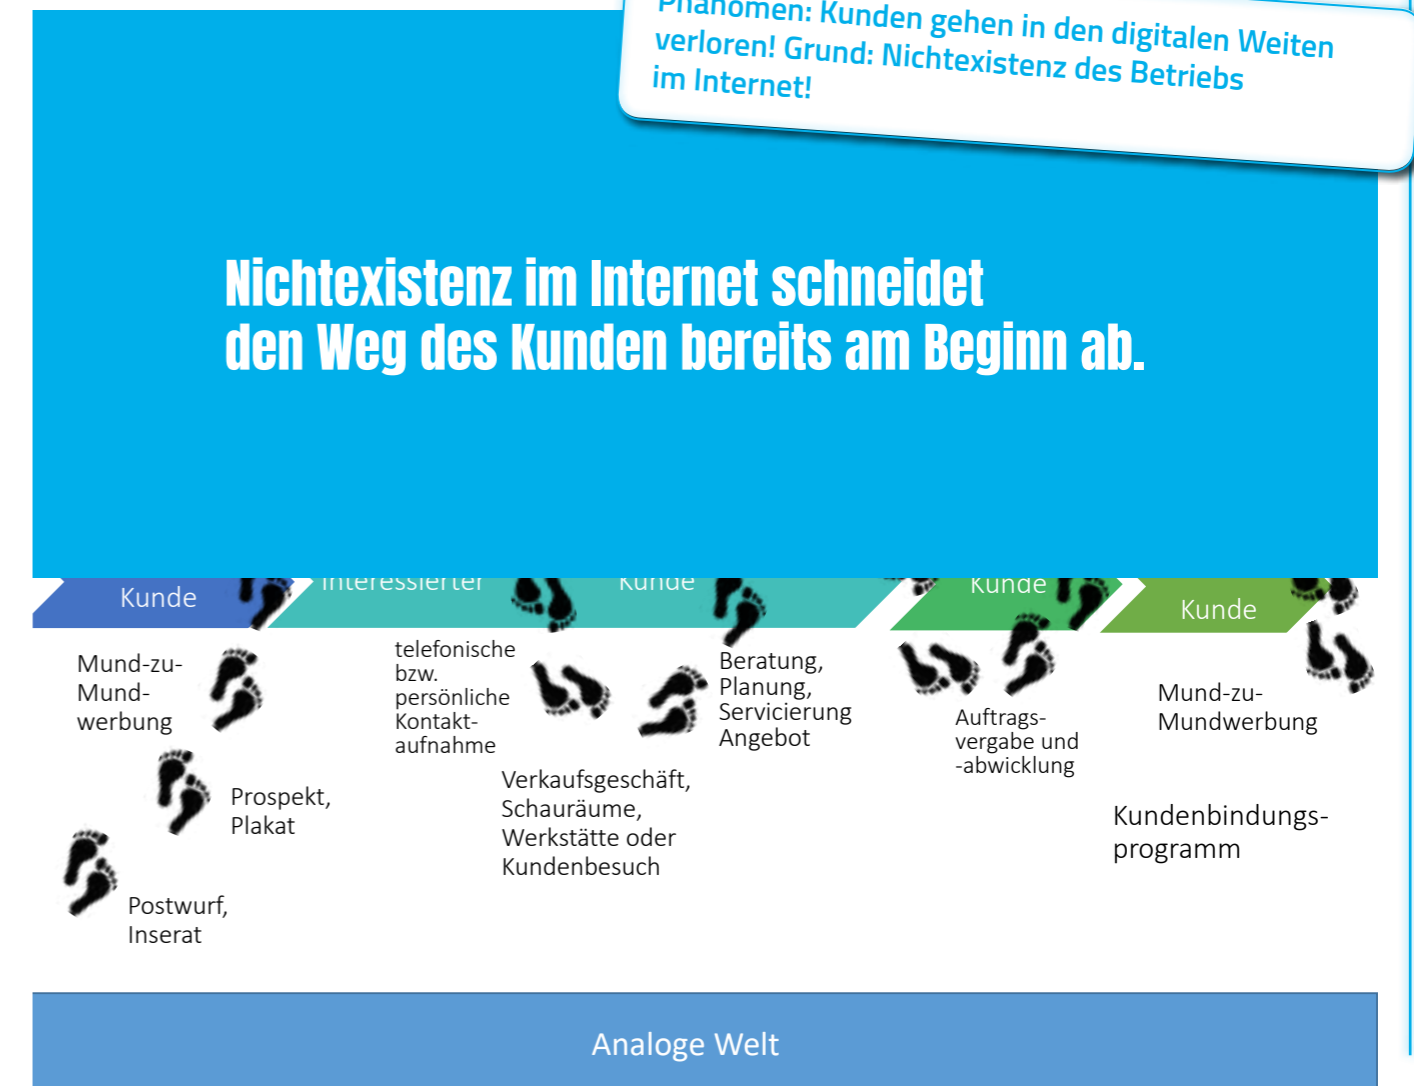 Phänomen: Kunden gehen in den digitalen Weiten
verloren! Grund: Nichtexistenz des Betriebs
im Internet!
Nichtexistenz im Internet schneidet
den Weg des Kunden bereits am Beginn ab.
Kunde
Interessierter
Kunde
Kunde
Kunde
Mund-zu-
Mund-
werbung
Prospekt,
Plakat
Postwurf,
Inserat
telefonische
bzw.
persönliche
Kontakt-
aufnahme
Verkaufsgeschäft,
Schauräume,
Werkstätte oder
Kundenbesuch
Beratung,
Planung,
Servicierung
Angebot
Auftrags-
vergabe und
-abwicklung
Mund-zu-
Mundwerbung
Kundenbindungs-
programm
Analoge Welt